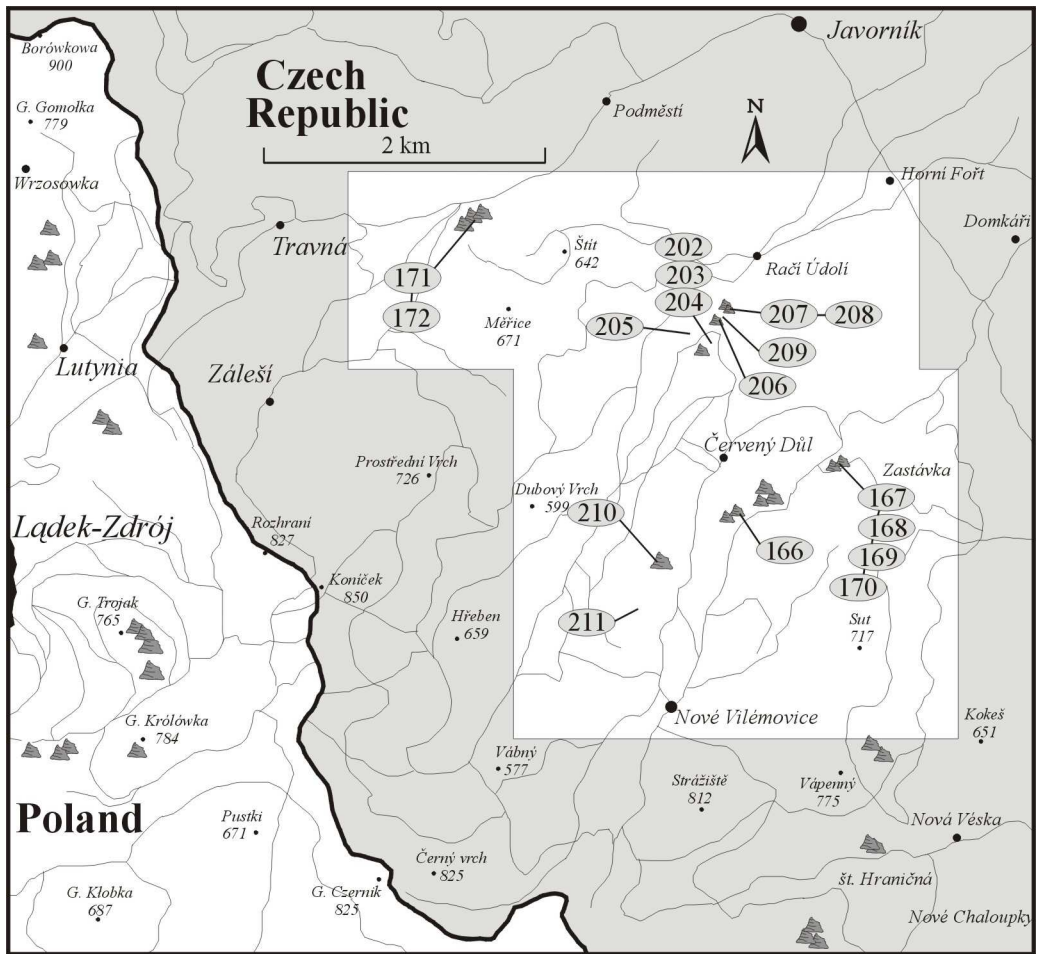 Javorník
Borówkowa
900
Czech
Republic
G. Gomolka
779
Podměstí
N
2 km
Wrzosowka
Horní Fořt
Domkáři
Travná
202
Štít
642
Račí Údolí
171
203
204
207
208
172
Měřice
671
205
209
Lutynia
Záleší
206
Červený Důl
Prostřední Vrch
726
Zastávka
Dubový Vrch
599
167
210
Lądek-Zdrój
Rozhraní
827
168
166
169
Koníček
850
170
G. Trojak
765
Hřeben
659
211
Sut
717
G. Królówka
784
Nové Vilémovice
Kokeš
651
Vábný
577
Strážiště
812
Vápenný
775
Poland
Pustki
671
Nová Véska
Černý vrch
825
G. Kłobka
687
G. Czernik
825
št. Hraničná
Nové Chaloupky